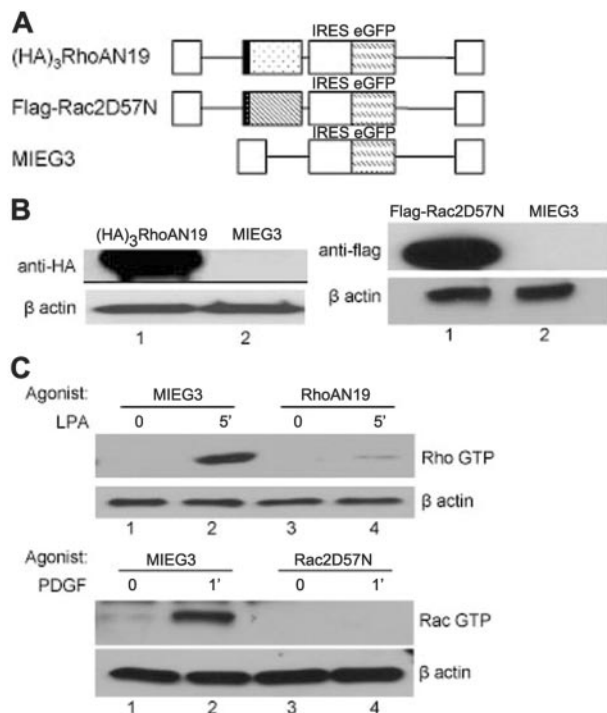 A
IRES eGFP
(HA)3RhoAN19
IRES eGFP
Flag-Rac2D57N
IRES eGFP
MIEG3
B
(HA)3RhoAN19 MIEG3
anti-HA
β actin
1 2
Flag-Rac2D57N MIEG3
anti-flag
β actin
1 2
C
Agonist: MIEG3 RhoAN19
LPA 0 5' 0 5'
Rho GTP
β actin
1 2 3 4
Agonist: MIEG3 Rac2D57N
PDGF 0 1' 0 1'
Rac GTP
β actin
1 2 3 4